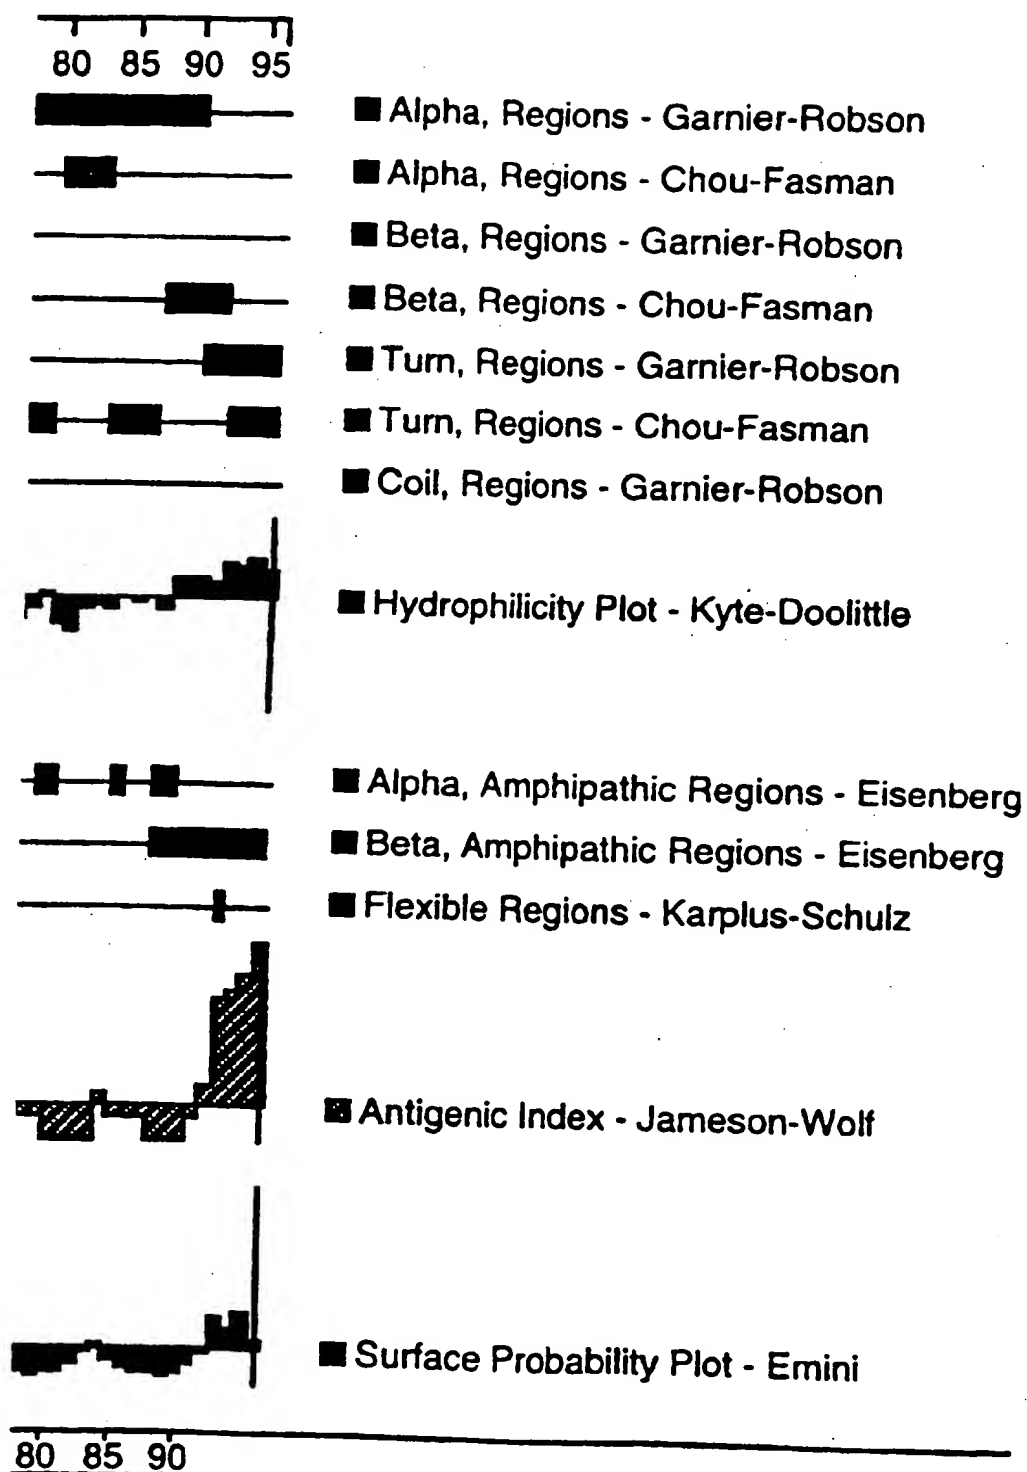 80 85 90 95
Alpha, Regions - Garnier-Robson
Alpha, Regions - Chou-Fasman
Beta, Regions - Garnier-Robson
Beta, Regions - Chou-Fasman
Turn, Regions - Garnier-Robson
Turn, Regions - Chou-Fasman
Coil, Regions - Garnier-Robson
Hydrophilicity Plot - Kyte-Doolittle
Alpha, Amphipathic Regions - Eisenberg
Beta, Amphipathic Regions - Eisenberg
Flexible Regions - Karplus-Schulz
Antigenic Index - Jameson-Wolf
Surface Probability Plot - Emini
80 85 90